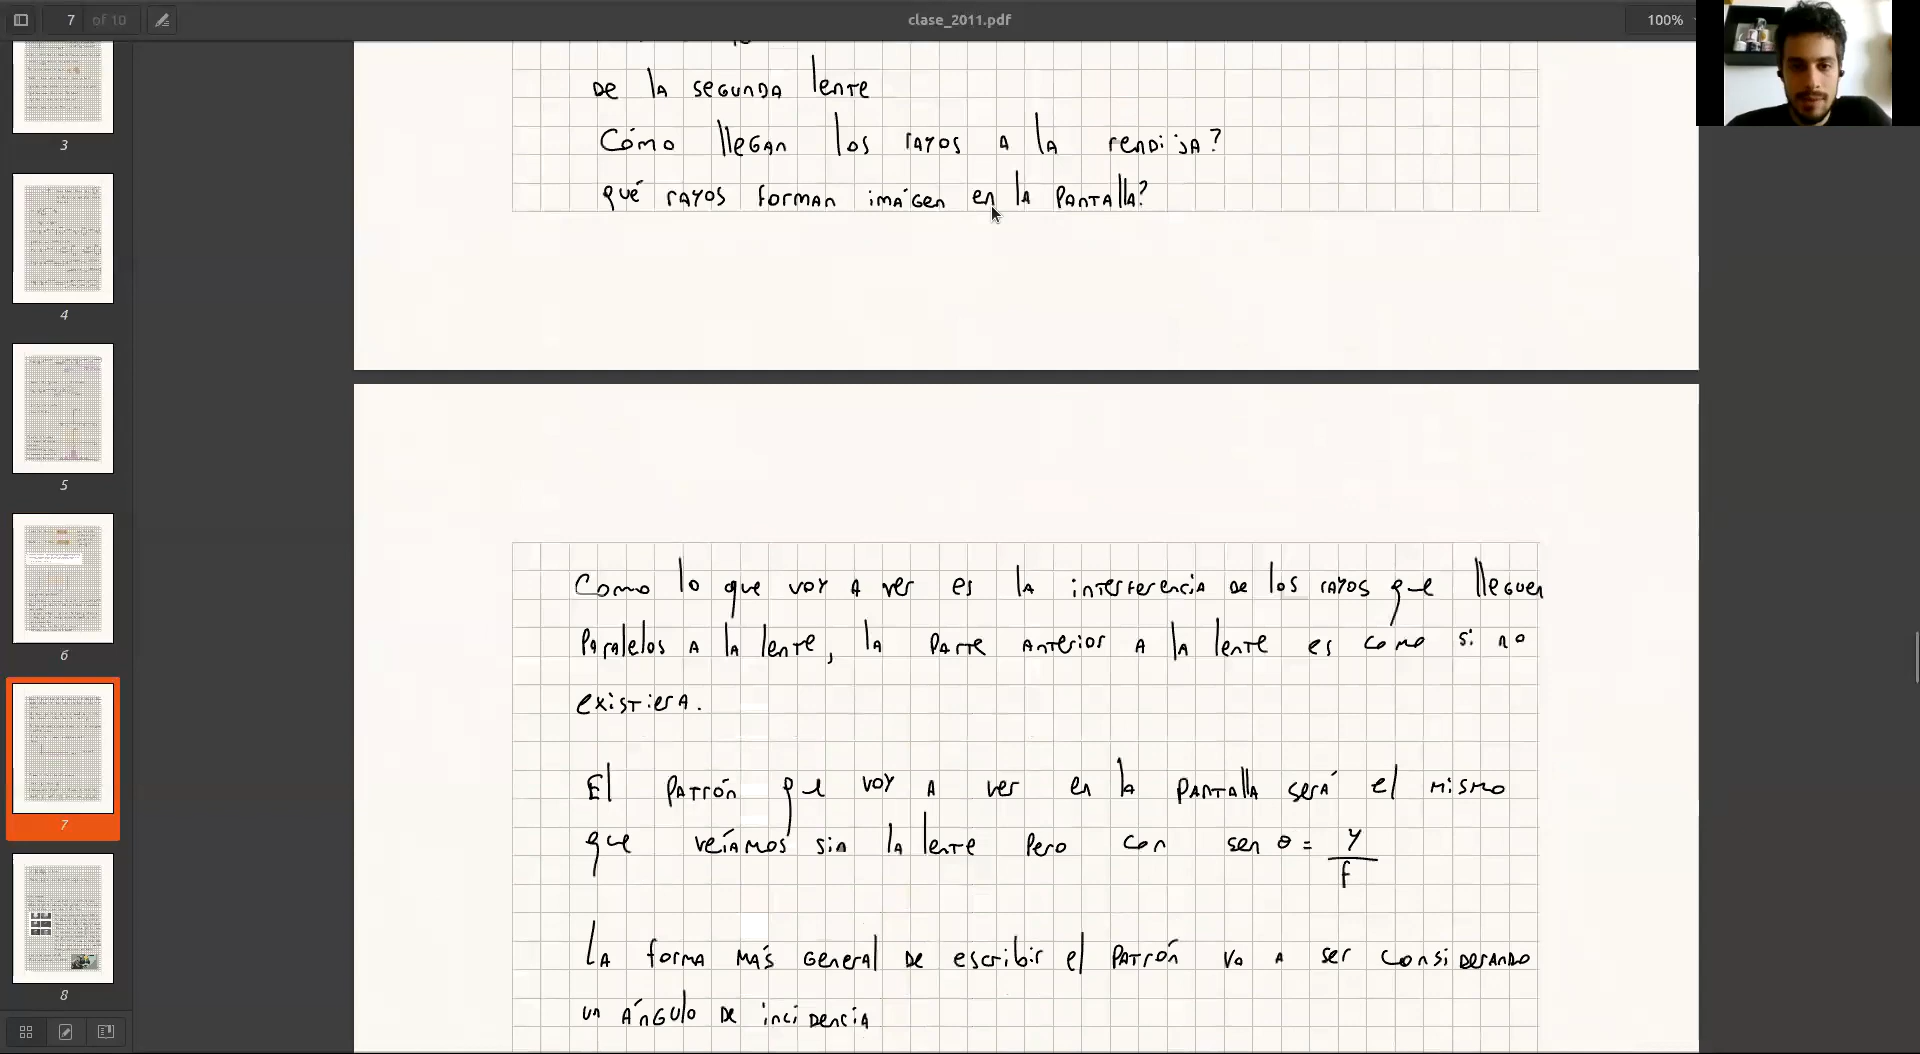 7 of 10
clase_2011.pdf
100%
3
4
5
6
7
8
de la segunda lente
Cómo llegan los rayos a la rendija?
qué rayos forman imágen en la pantalla?
Como lo que voy a ver es la interferencia de los rayos que lleguen
paralelos a la lente, la parte anterior a la lente es como si no
existiera.
El patrón que voy a ver en la pantalla será el mismo
que veíamos sin la lente pero con sen θ = y/f
La forma más general de escribir el patrón va a ser considerando
un ángulo de incidencia